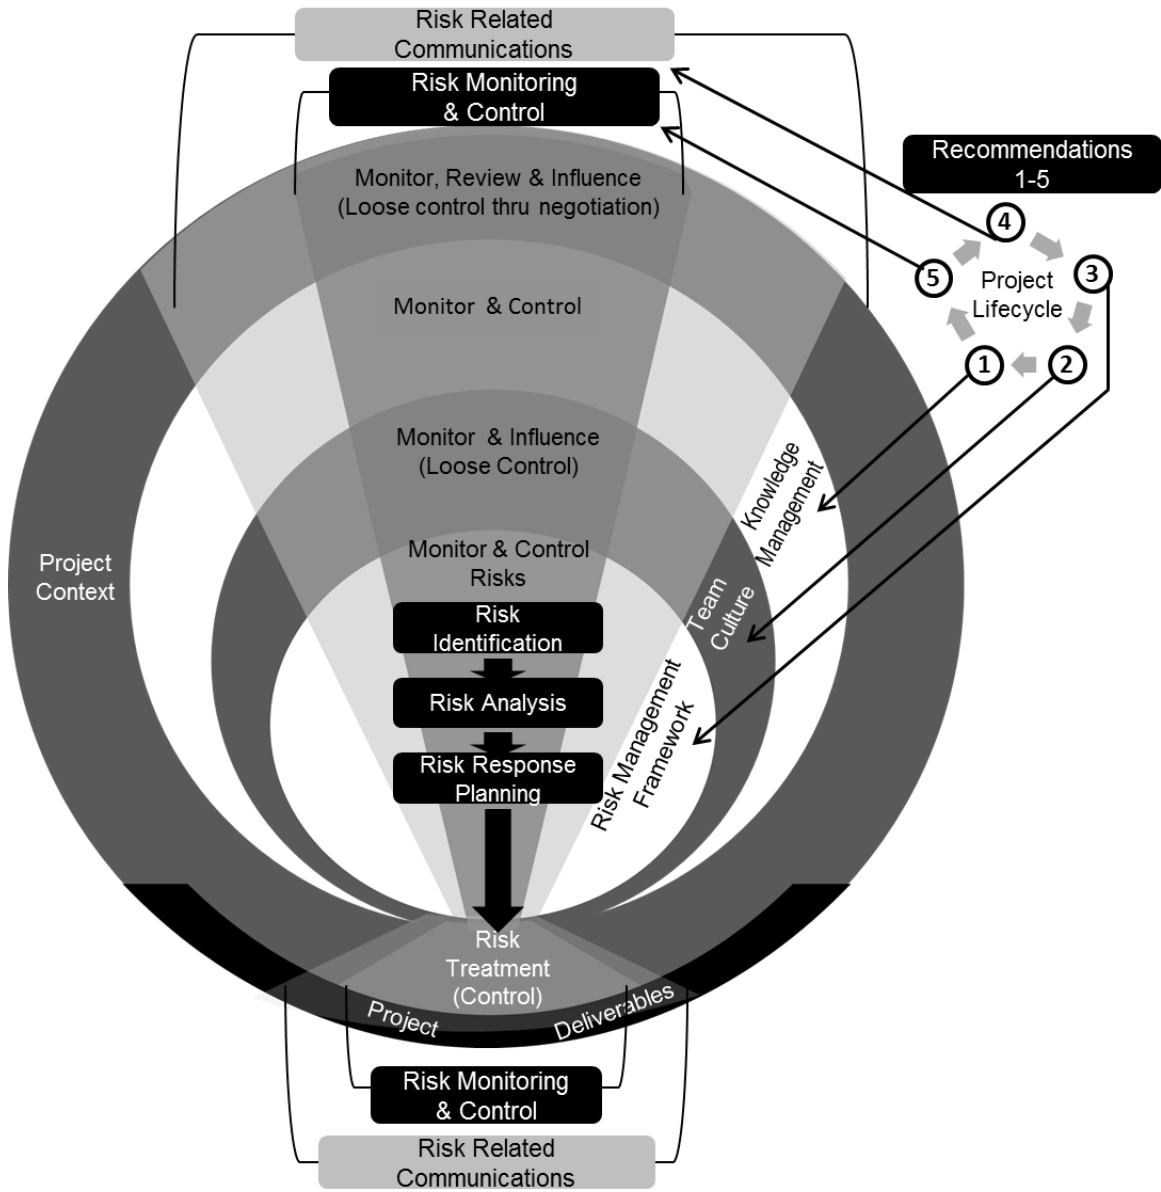 Risk Related
Communications
Risk Monitoring
& Control
Recommendations
1-5
Monitor, Review & Influence
(Loose control thru negotiation)
4
5
3
Project
Lifecycle
1
2
Monitor & Control
Monitor & Influence
(Loose Control)
Knowledge
Management
Monitor & Control
Risks
Project
Context
Team
Culture
Risk
Identification
Risk Analysis
Risk Response
Planning
Risk Management
Framework
Risk
Treatment
(Control)
Project
Deliverables
Risk Monitoring
& Control
Risk Related
Communications